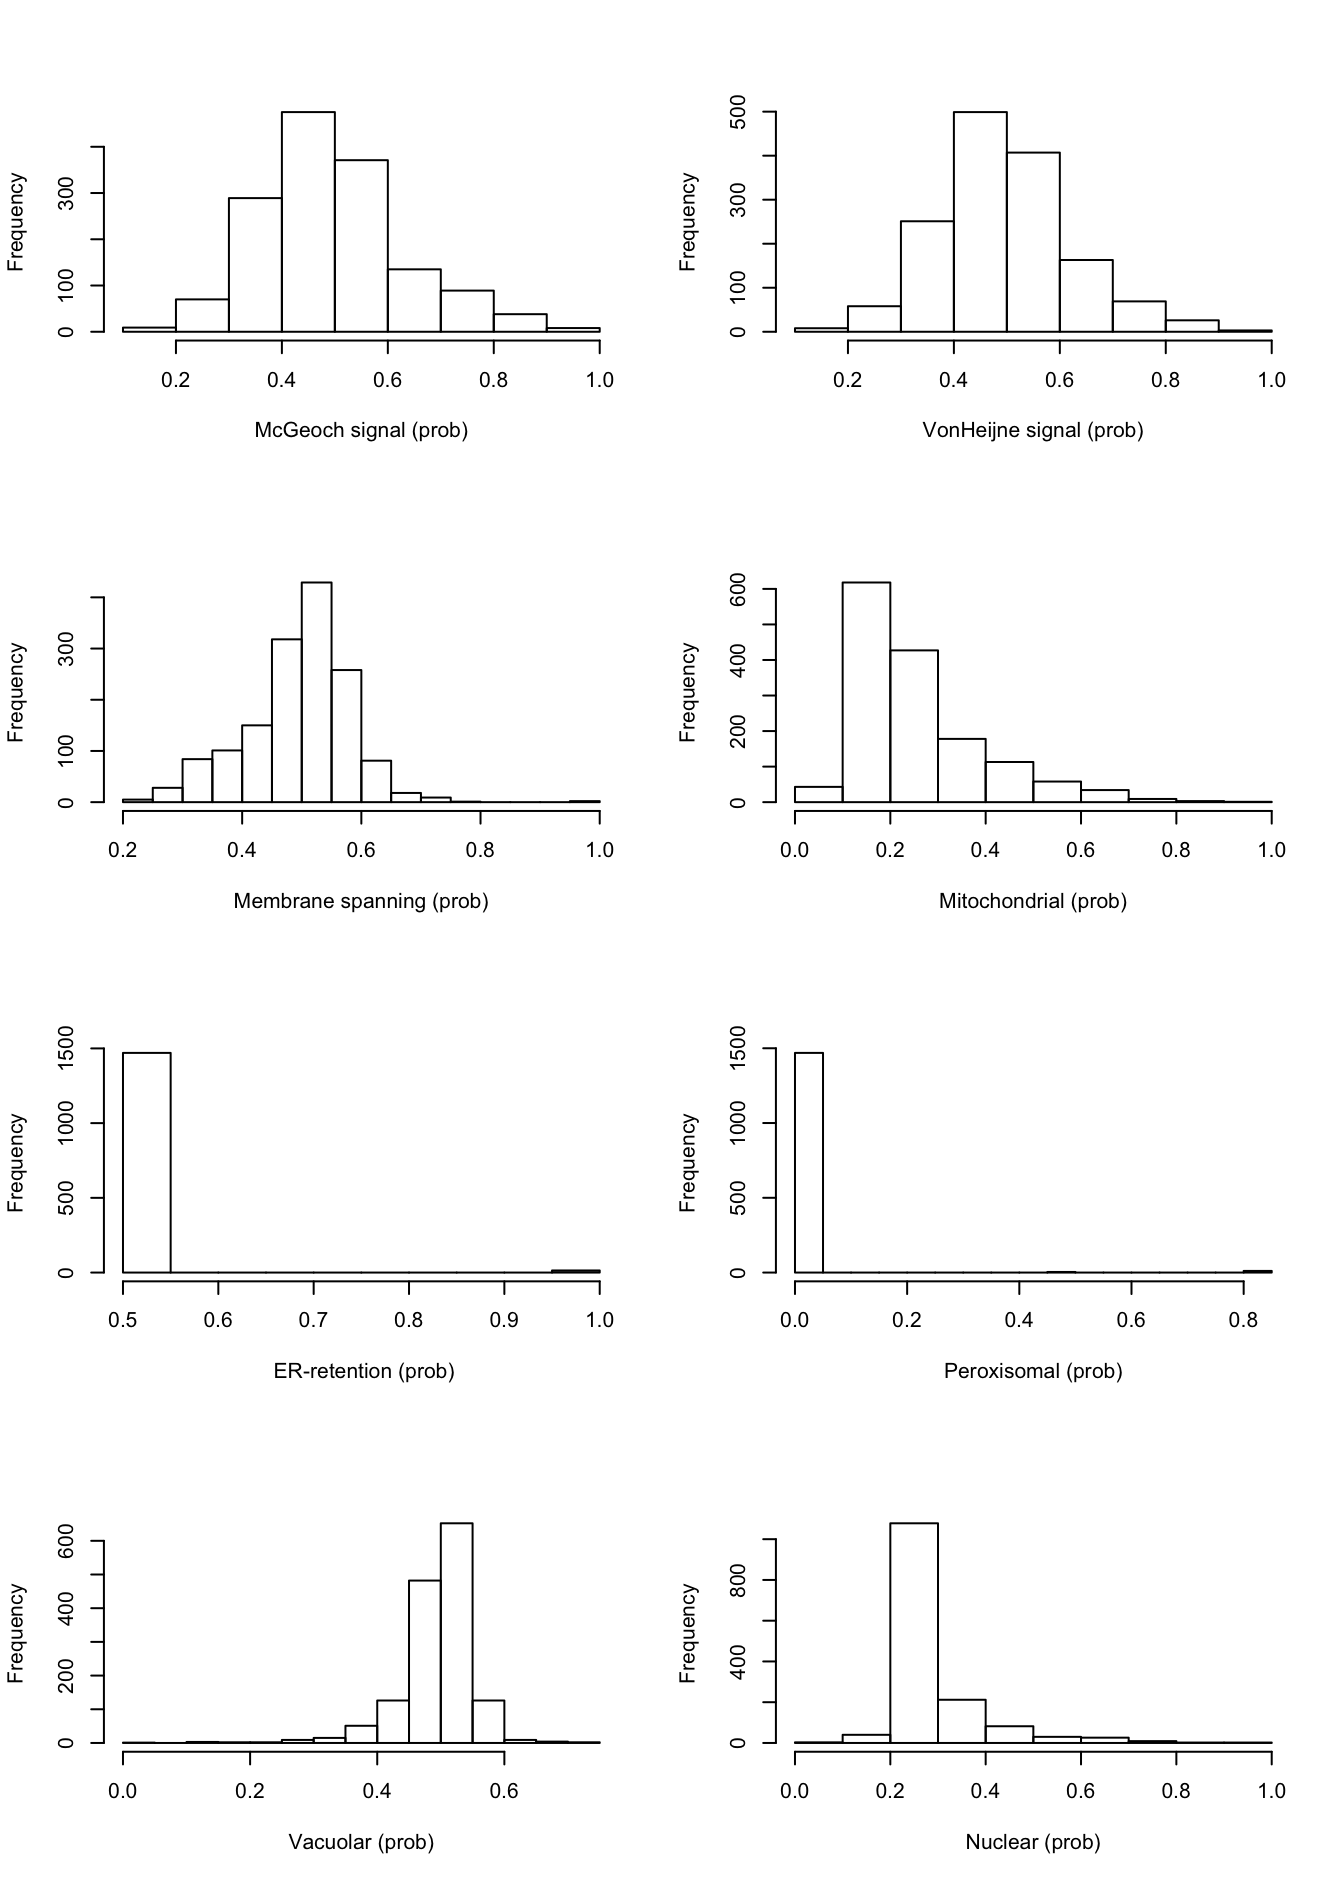 Frequency
0 100 300
0.2 0.4 0.6 0.8 1.0
McGeoch signal (prob)
Frequency
0 100 300 500
0.2 0.4 0.6 0.8 1.0
VonHeijne signal (prob)
Frequency
0 100 300
0.2 0.4 0.6 0.8 1.0
Membrane spanning (prob)
Frequency
0 200 400 600
0.0 0.2 0.4 0.6 0.8 1.0
Mitochondrial (prob)
Frequency
0 500 1000 1500
0.5 0.6 0.7 0.8 0.9 1.0
ER-retention (prob)
Frequency
0 500 1000 1500
0.0 0.2 0.4 0.6 0.8
Peroxisomal (prob)
Frequency
0 200 400 600
0.0 0.2 0.4 0.6
Vacuolar (prob)
Frequency
0 400 800
0.0 0.2 0.4 0.6 0.8 1.0
Nuclear (prob)